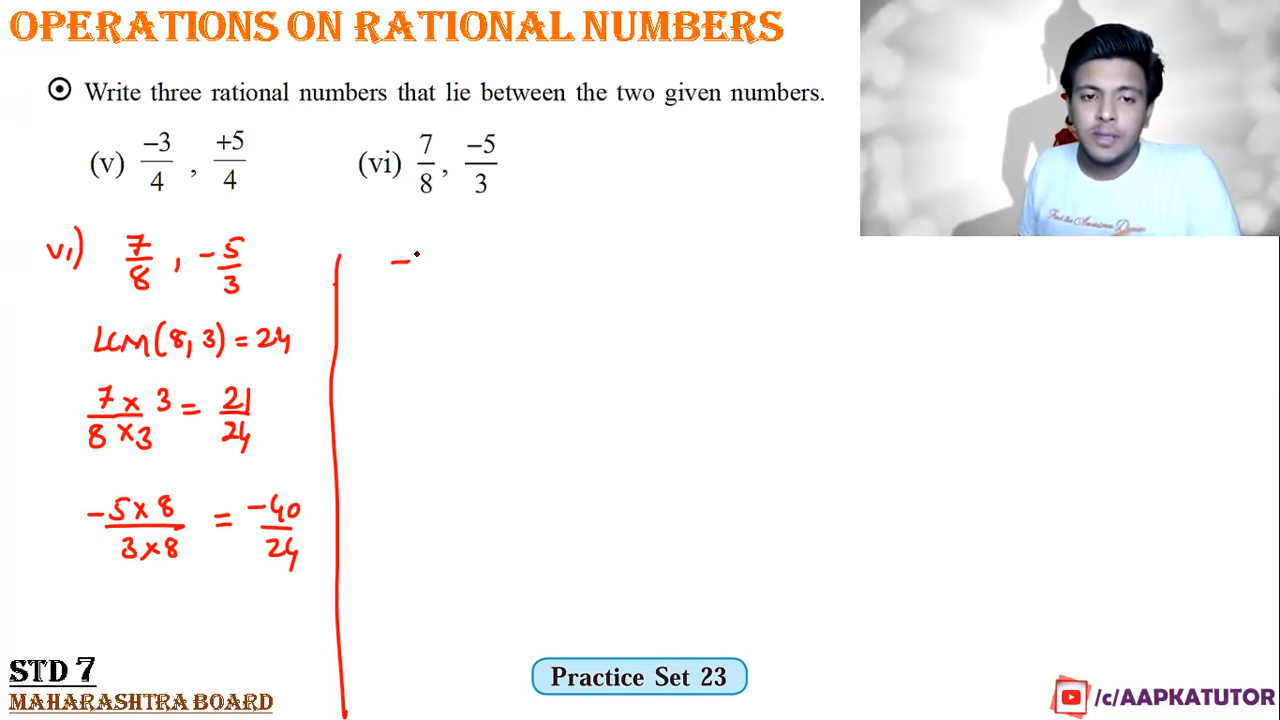 OPERATIONS ON RATIONAL NUMBERS
Write three rational numbers that lie between the two given numbers.
(v) −3/4 , +5/4 (vi) 7/8 , −5/3
vi) 7/8 , -5/3
LCM(8, 3) = 24
7 × 3 / 8 × 3 = 21/24
-5 × 8 / 3 × 8 = -40/24
-
STD 7
MAHARASHTRA BOARD
Practice Set 23
/c/AAPKATUTOR